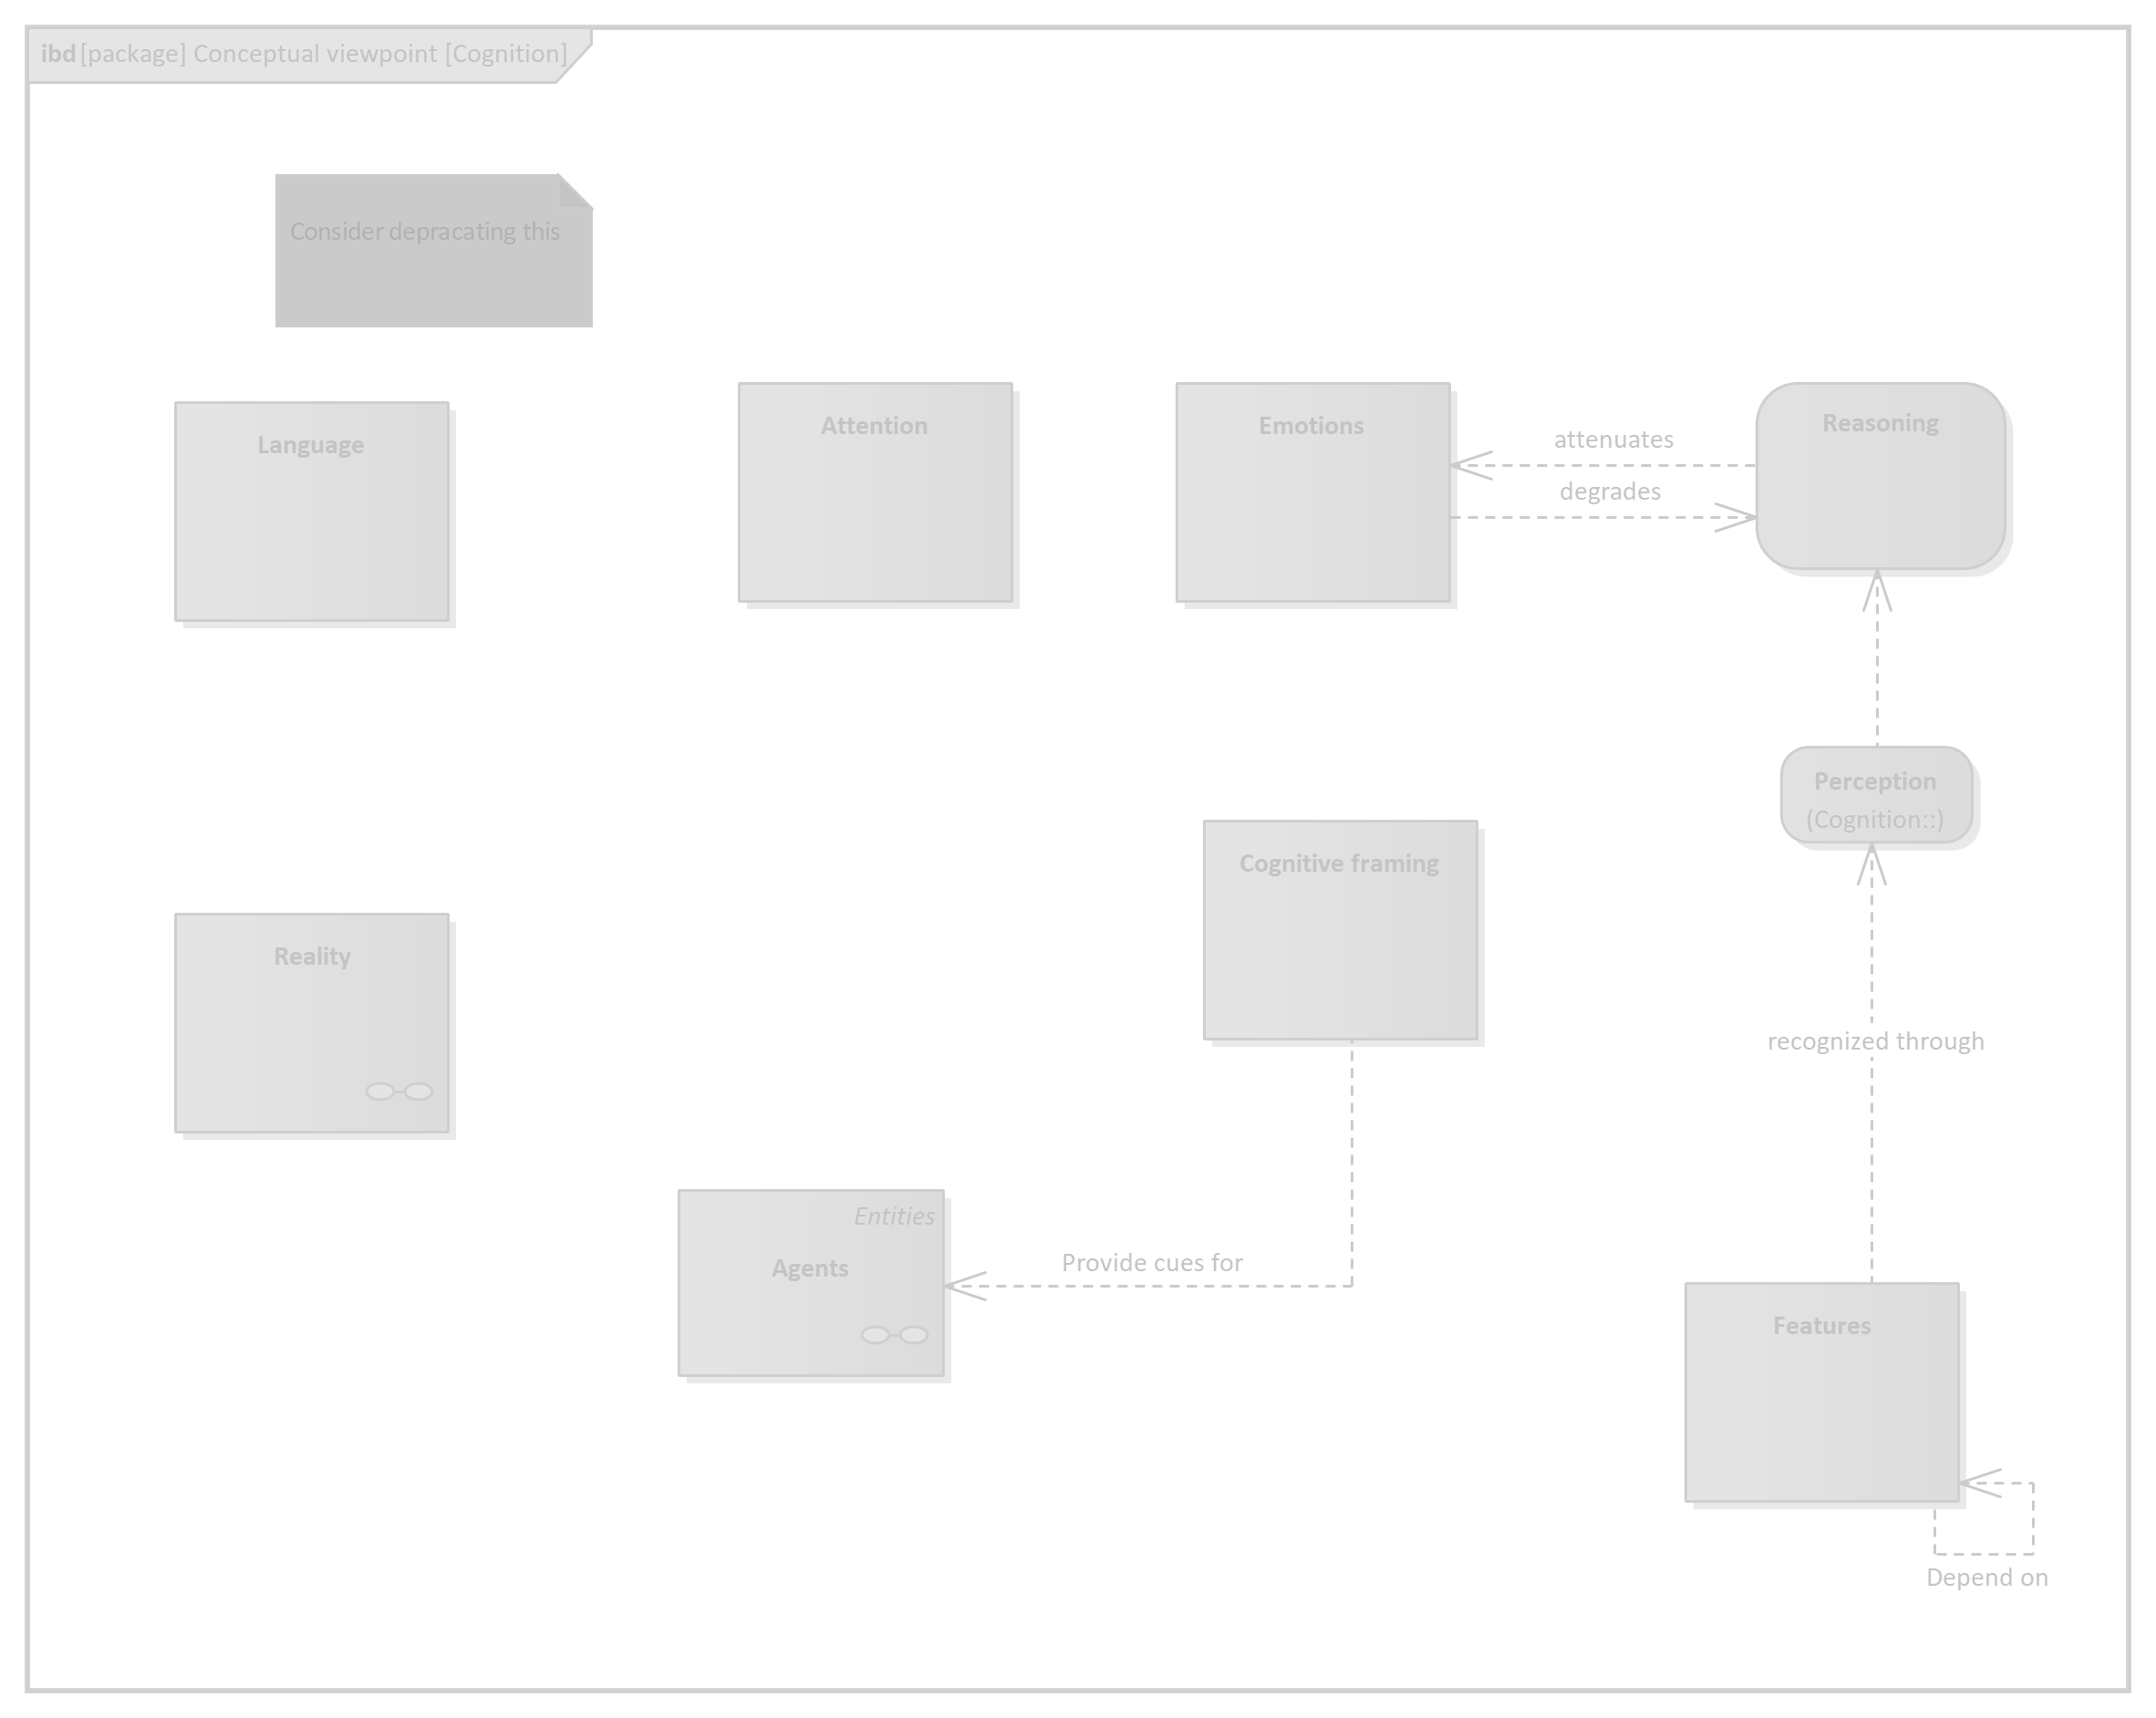 ibd [package] Conceptual viewpoint [Cognition]
Consider depracating this
Language
Attention
Emotions
attenuates
degrades
Reasoning
Perception
(Cognition::)
Cognitive framing
Reality
recognized through
Entities
Agents
Provide cues for
Features
Depend on